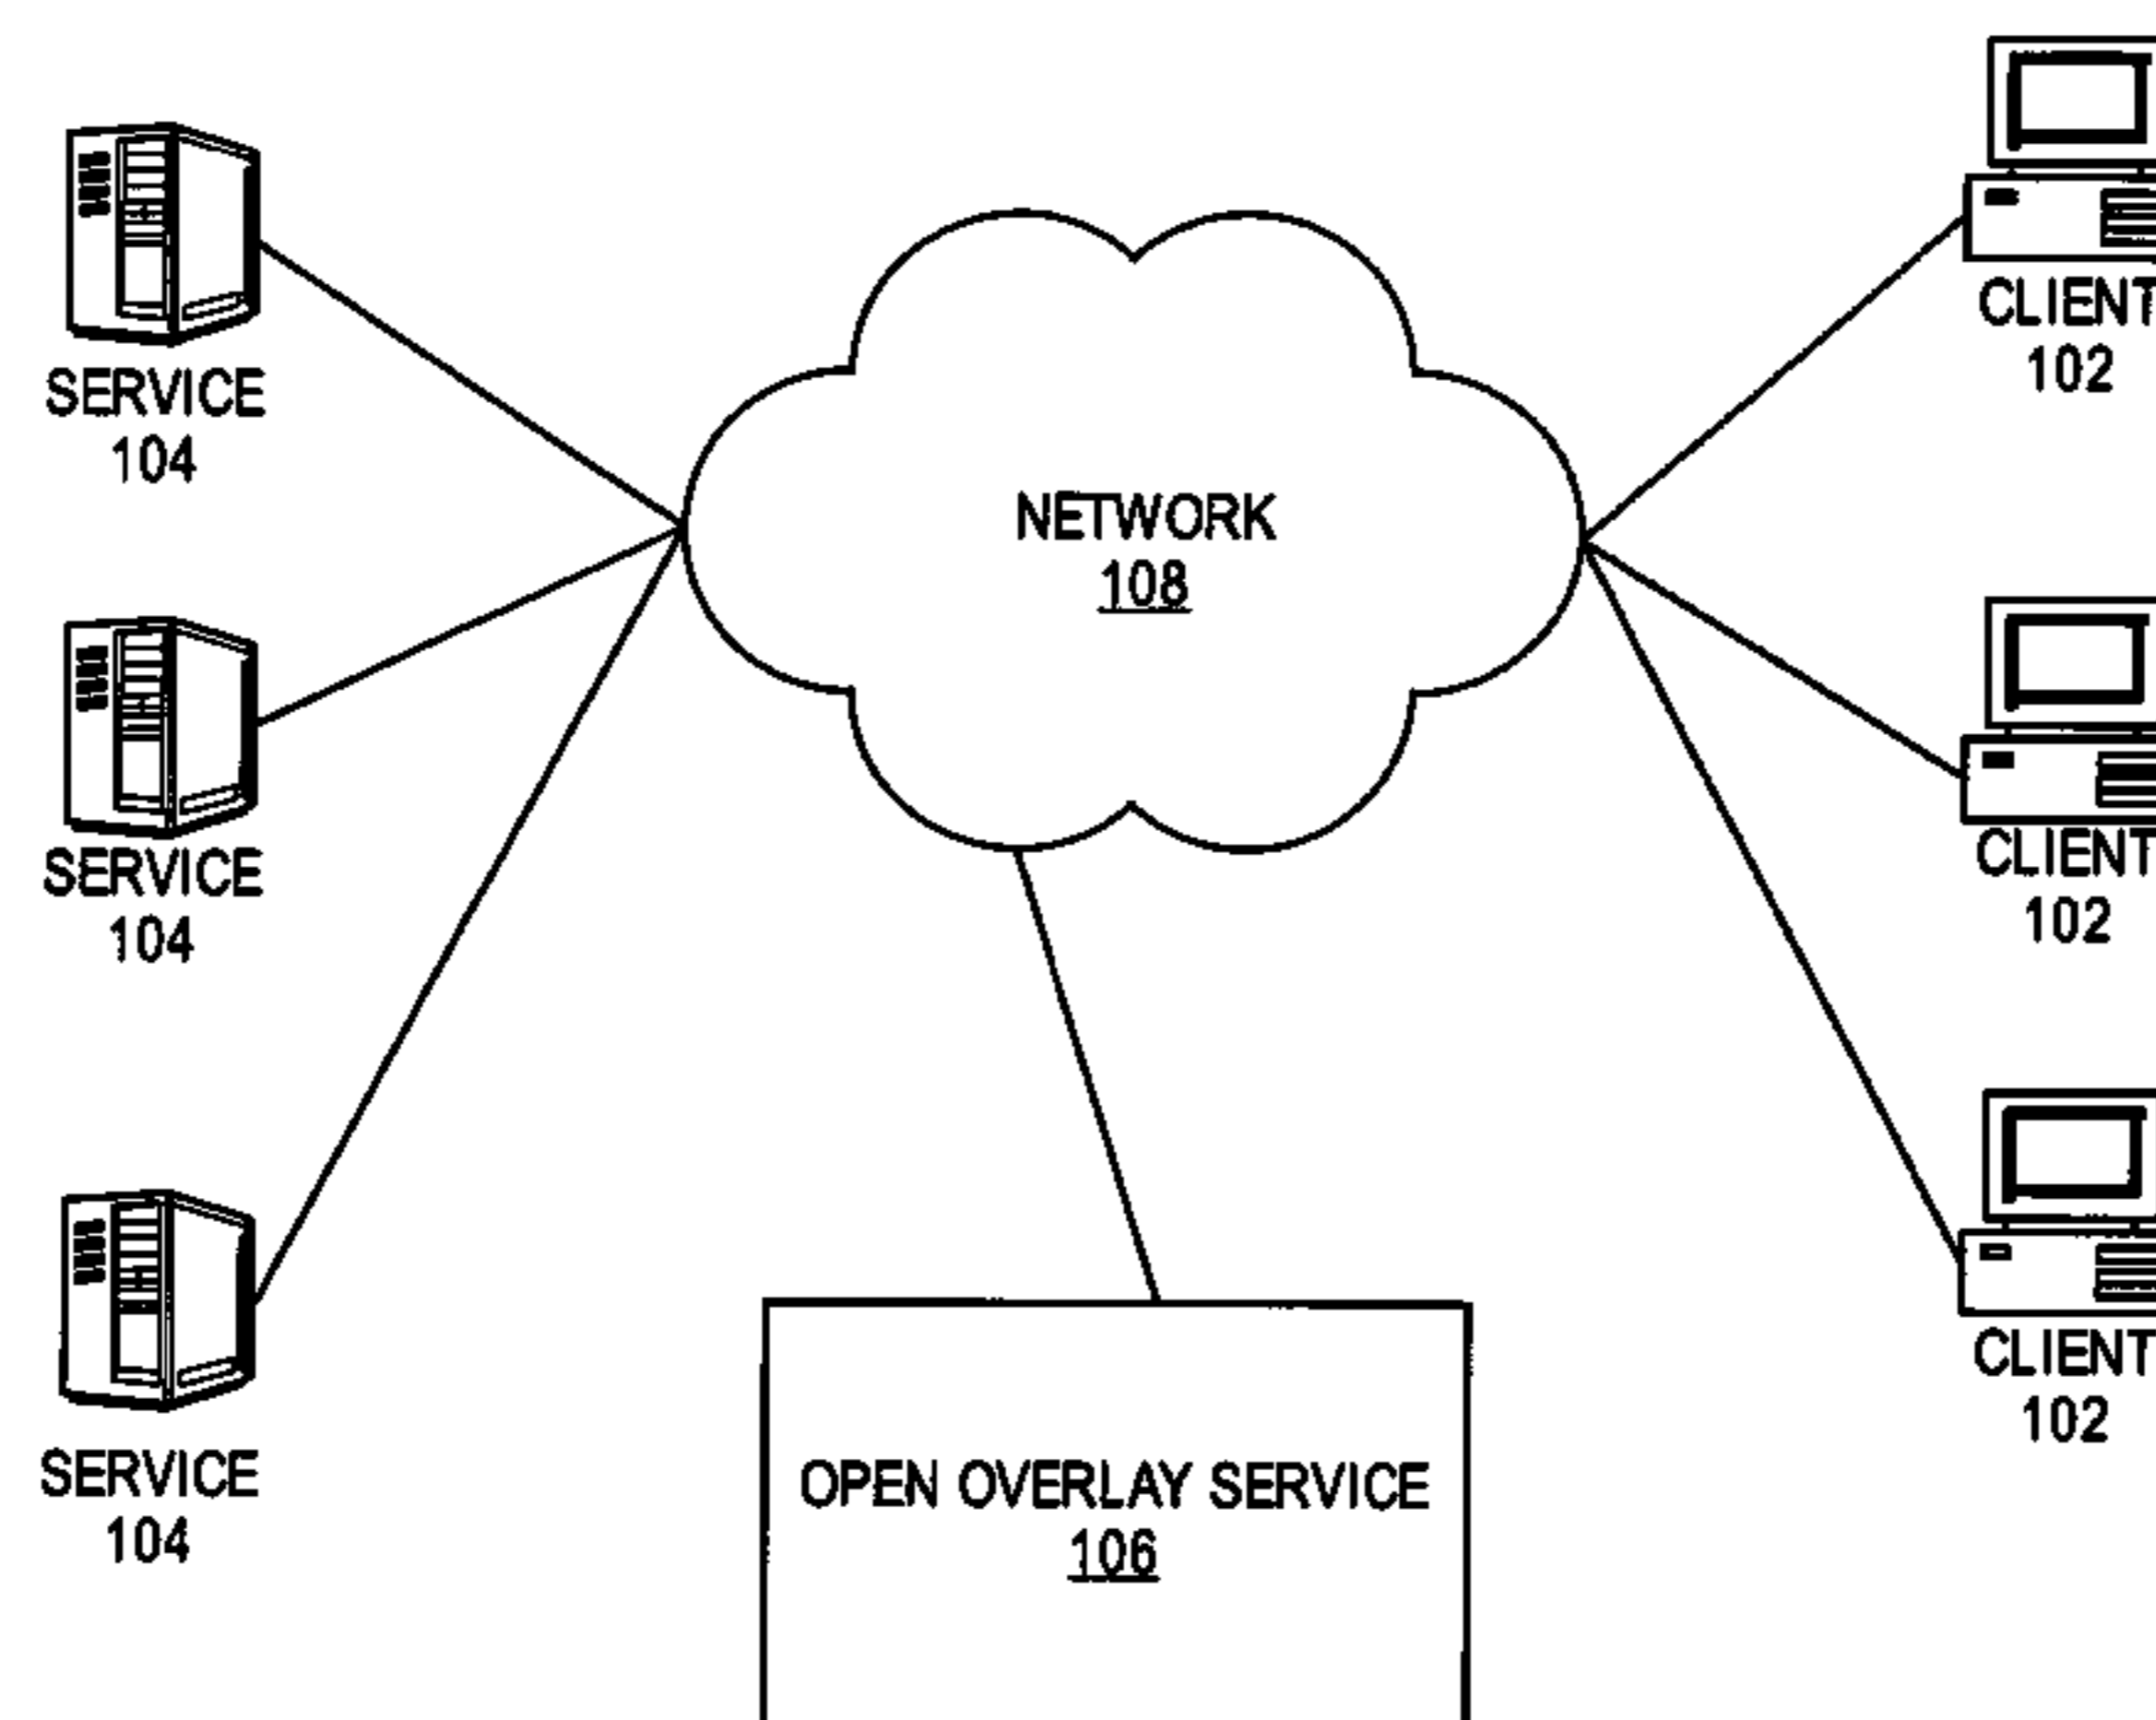 SERVICE
104
SERVICE
104
SERVICE
104
NETWORK
108
OPEN OVERLAY SERVICE
106
CLIENT
102
CLIENT
102
CLIENT
102